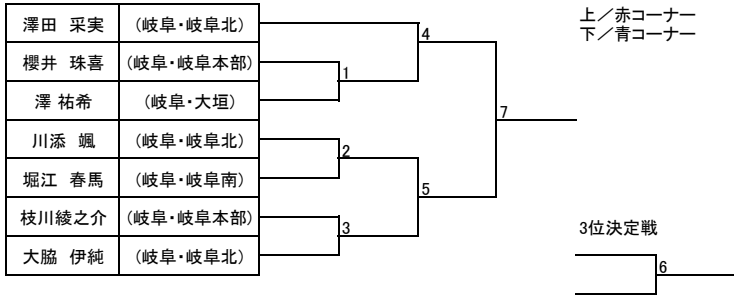 澤田　采実 (岐阜・岐阜北)
櫻井　珠喜 (岐阜・岐阜本部)
澤 祐希 (岐阜・大垣)
川添　颯 (岐阜・岐阜北)
堀江　春馬 (岐阜・岐阜南)
枝川綾之介 (岐阜・岐阜本部)
大脇　伊純 (岐阜・岐阜北)
1
2
3
4
5
7
上／赤コーナー
下／青コーナー
3位決定戦
6